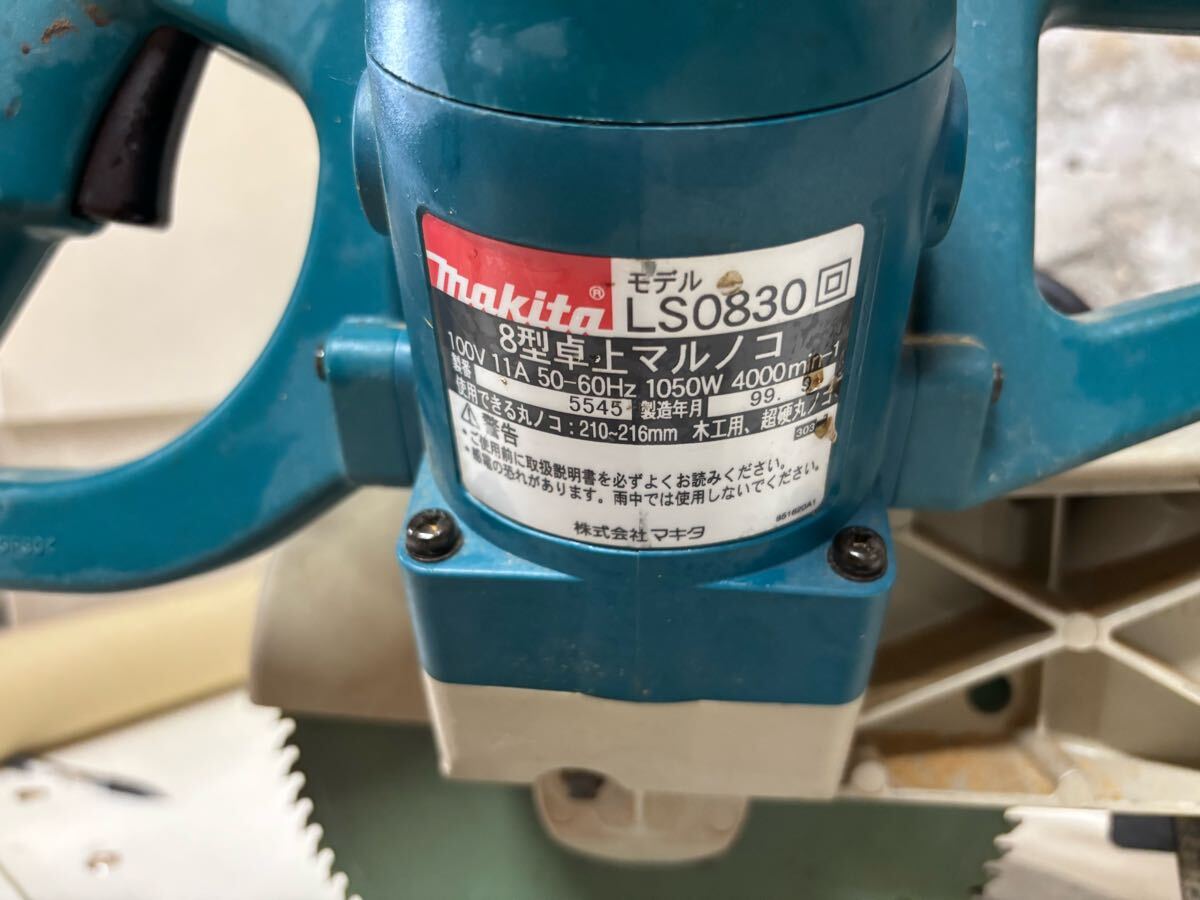 makita®
モデル
LS0830
8型卓上マルノコ
100V 11A 50-60Hz 1050W 4000min-1
製番 5545 製造年月 99. 9
使用できる丸ノコ:210~216mm 木工用、超硬丸ノコ
303
警告
・ご使用前に取扱説明書を必ずよくお読みください。
・感電の恐れがあります。雨中では使用しないでください。
株式会社マキタ
851620A1